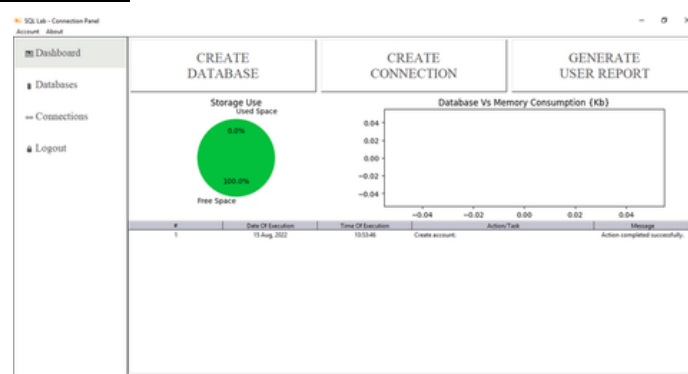 SQL Lab - Connection Panel
Account About
Dashboard
Databases
Connections
Logout
CREATE
DATABASE
CREATE
CONNECTION
GENERATE
USER REPORT
Storage Use
Used Space
0.0%
100.0%
Free Space
Database Vs Memory Consumption {Kb}
0.04
0.02
0.00
-0.02
-0.04
-0.04 -0.02 0.00 0.02 0.04
# Date Of Execution Time Of Execution Action/Task Message
1 15 Aug, 2022 10:53:46 Create account. Action completed successfully.